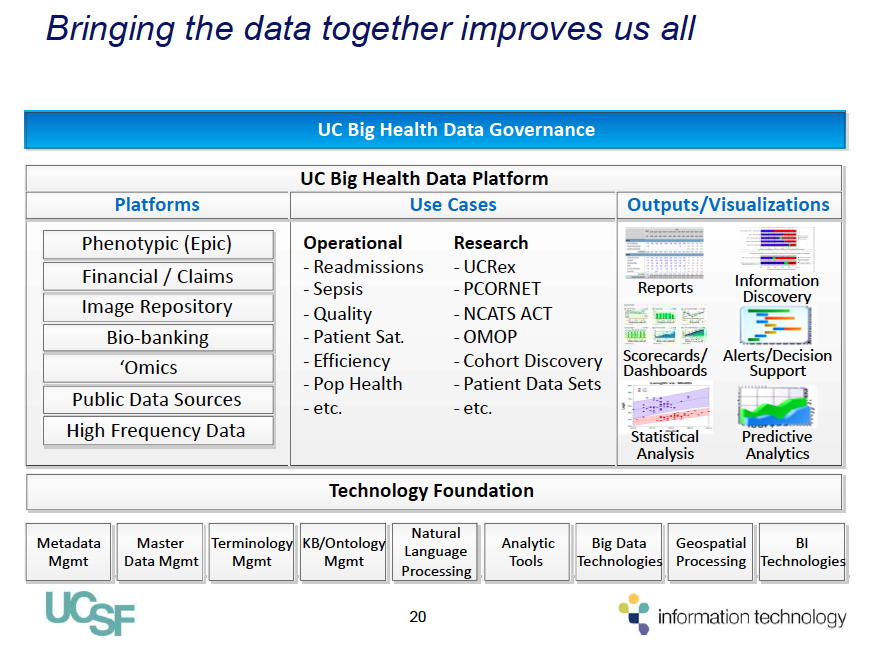 Bringing the data together improves us all
UC Big Health Data Governance
UC Big Health Data Platform
Platforms
Use Cases
Outputs/Visualizations
Phenotypic (Epic)
Financial / Claims
Image Repository
Bio-banking
‘Omics
Public Data Sources
High Frequency Data
Operational
- Readmissions
- Sepsis
- Quality
- Patient Sat.
- Efficiency
- Pop Health
- etc.
Research
- UCRex
- PCORNET
- NCATS ACT
- OMOP
- Cohort Discovery
- Patient Data Sets
- etc.
Reports
Information
Discovery
Scorecards/
Dashboards
Alerts/Decision
Support
Length vs. Width
Statistical
Analysis
Predictive
Analytics
Technology Foundation
Metadata
Mgmt
Master
Data Mgmt
Terminology
Mgmt
KB/Ontology
Mgmt
Natural
Language
Processing
Analytic
Tools
Big Data
Technologies
Geospatial
Processing
BI
Technologies
UCSF
20
information technology